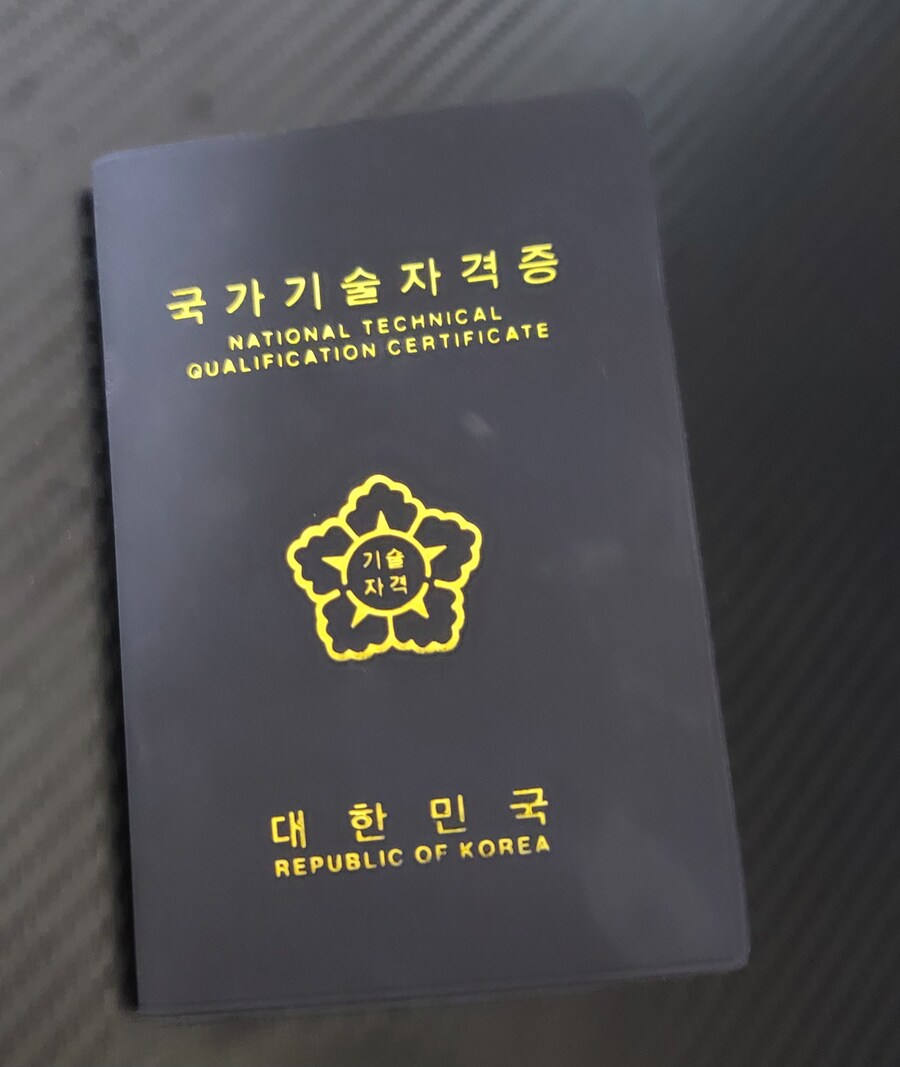 국가기술자격증
NATIONAL TECHNICAL
QUALIFICATION CERTIFICATE
기술
자격
대한민국
REPUBLIC OF KOREA